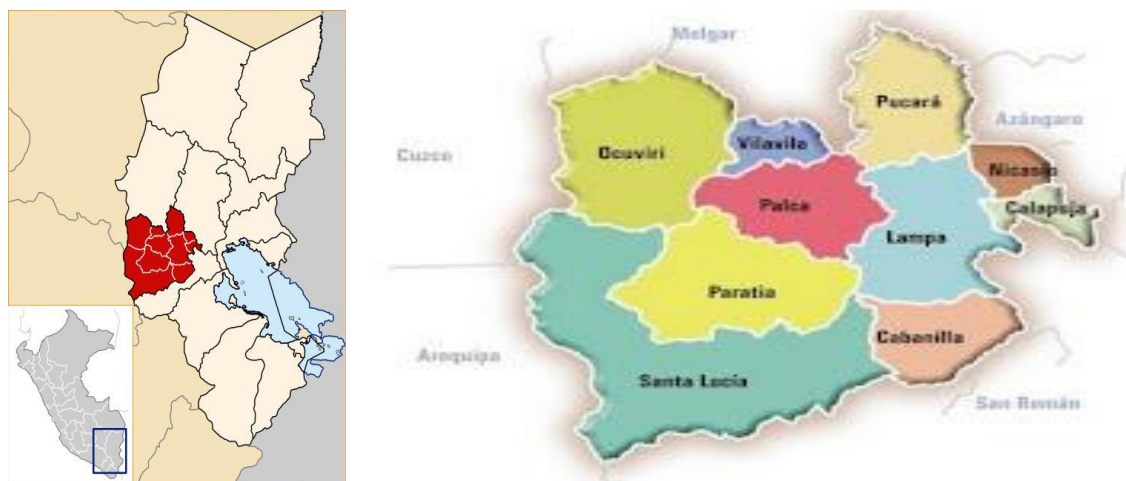 Melgar
Pucará
Azángaro
Ocuviri
Vilavila
Cuzco
Nicasio
Palca
Calapuja
Lampa
Paratia
Cabanilla
Arequipa
Santa Lucia
San Román